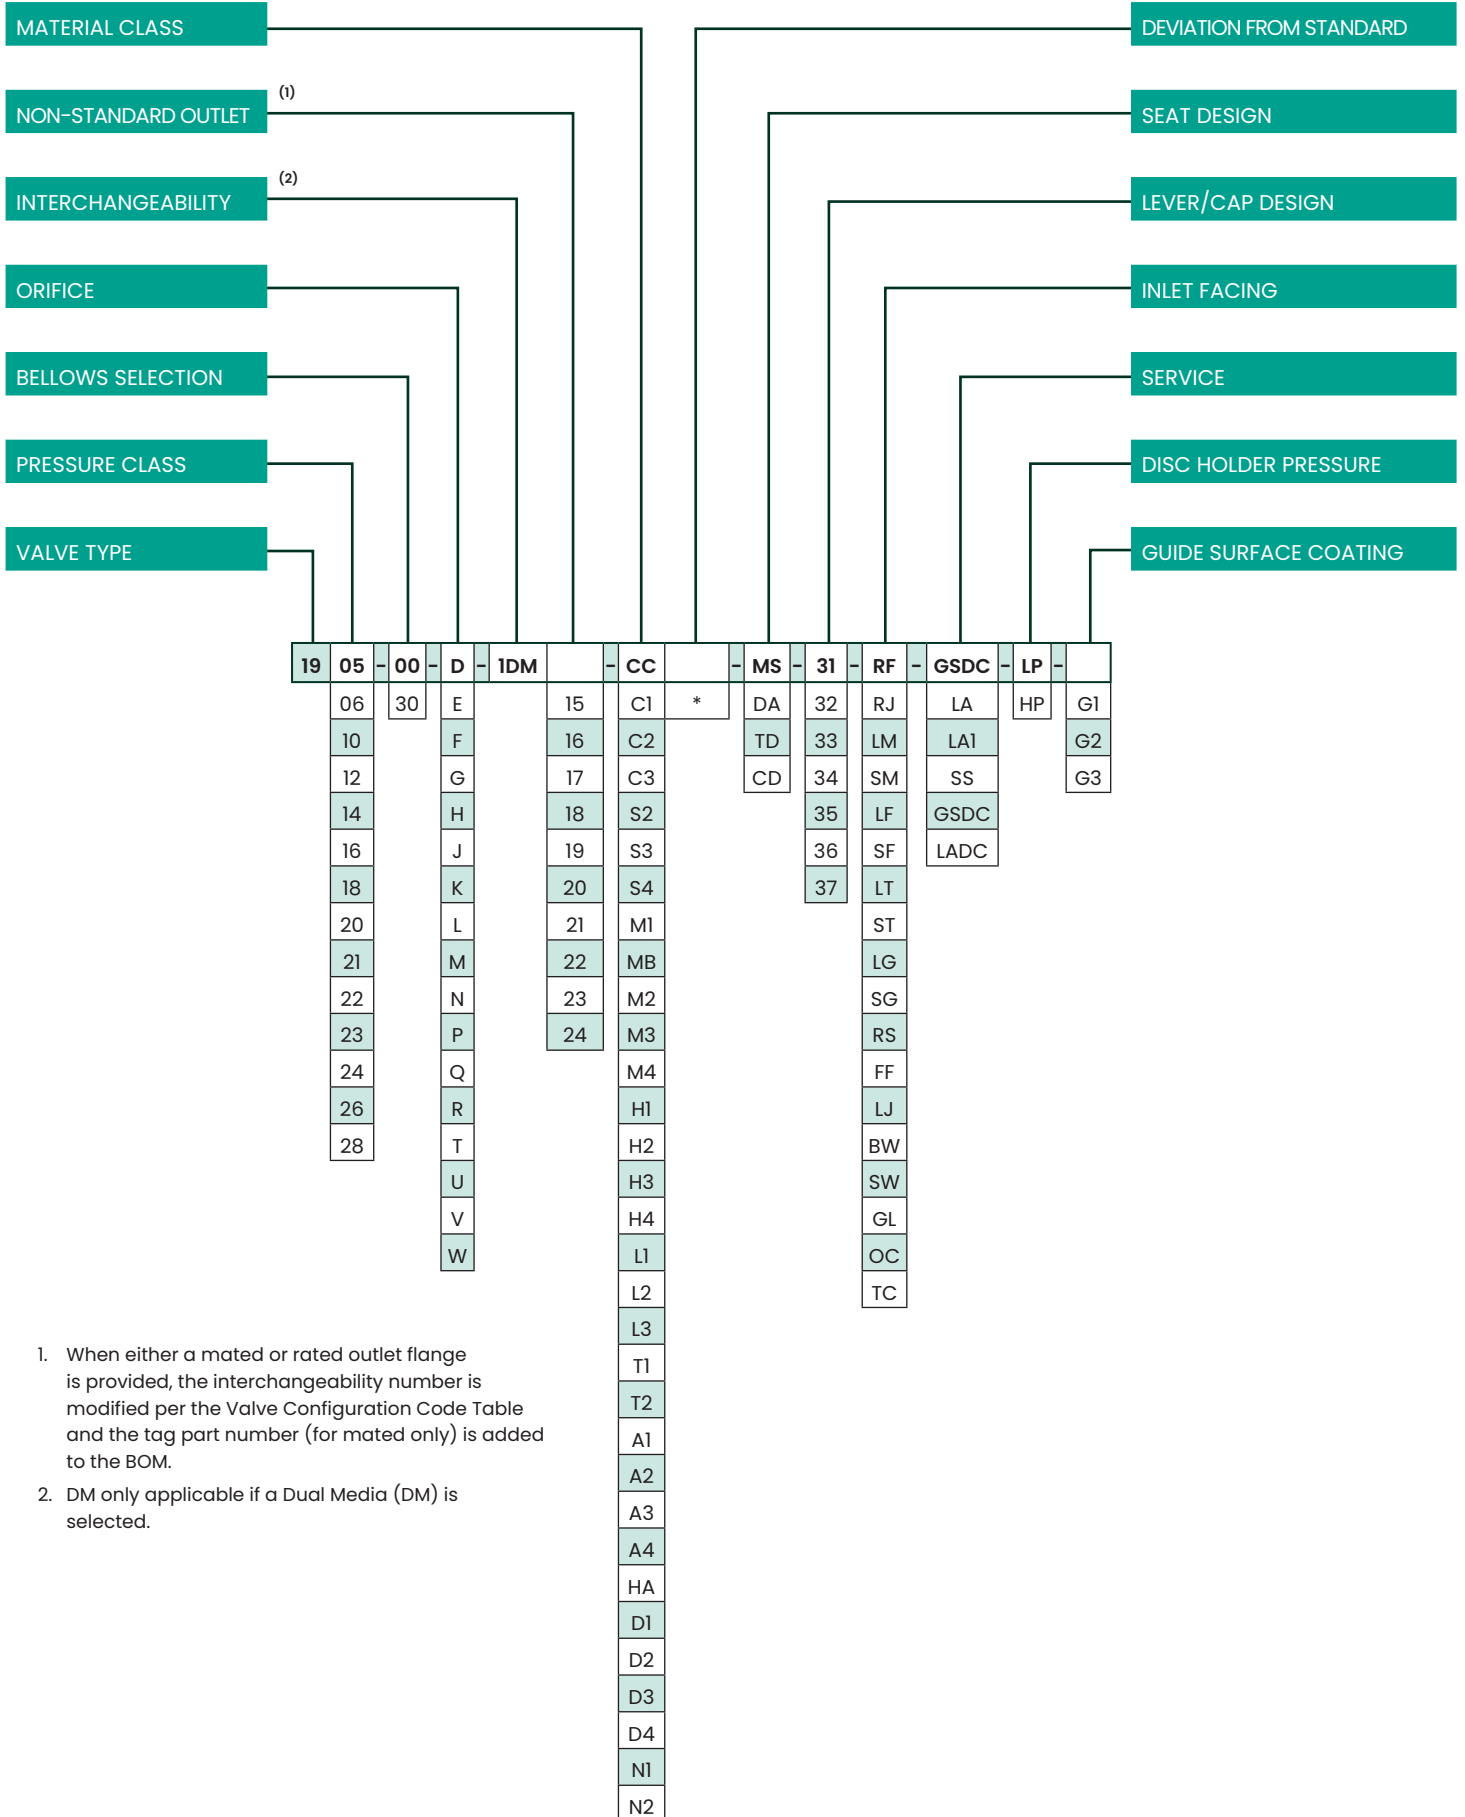 MATERIAL CLASS
DEVIATION FROM STANDARD
NON-STANDARD OUTLET (1)
SEAT DESIGN
INTERCHANGEABILITY (2)
LEVER/CAP DESIGN
ORIFICE
INLET FACING
BELLOWS SELECTION
SERVICE
PRESSURE CLASS
DISC HOLDER PRESSURE
VALVE TYPE
GUIDE SURFACE COATING
19 05 - 00 - D - 1DM - CC - MS - 31 - RF - GSDC - LP -
06 30 E 15 C1 * DA 32 RJ LA HP G1
10 F 16 C2 TD 33 LM LA1 G2
12 G 17 C3 CD 34 SM SS G3
14 H 18 S2 35 LF GSDC
16 J 19 S3 36 SF LADC
18 K 20 S4 37 LT
20 L 21 M1 ST
21 M 22 MB LG
22 N 23 M2 SG
23 P 24 M3 RS
24 Q M4 FF
26 R H1 LJ
28 T H2 BW
U H3 SW
V H4 GL
W L1 OC
L2 TC
L3
T1
T2
A1
A2
A3
A4
HA
D1
D2
D3
D4
N1
N2
1. When either a mated or rated outlet flange
is provided, the interchangeability number is
modified per the Valve Configuration Code Table
and the tag part number (for mated only) is added
to the BOM.
2. DM only applicable if a Dual Media (DM) is
selected.